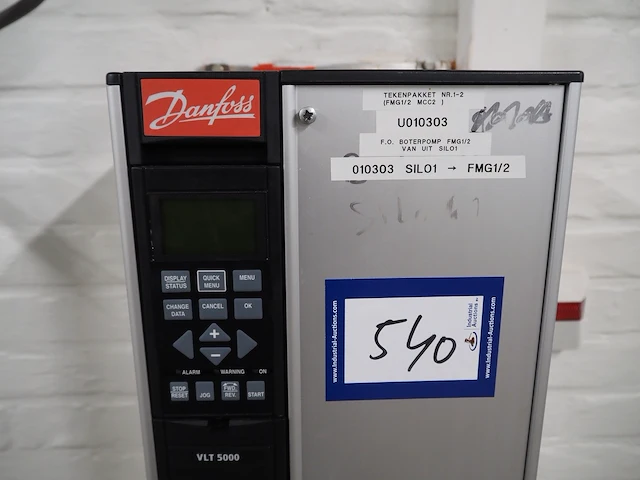 Danfoss
TEKENPAKKET NR.1-2
(FMG1/2 MCC2 )
U010303
F.O. BOTERPOMP FMG1/2
VAN UIT SILO1
010303 SILO1 → FMG1/2
DISPLAY STATUS
QUICK MENU
MENU
CHANGE DATA
CANCEL
OK
+
−
ALARM WARNING ON
STOP RESET
JOG
FWD. REV.
START
VLT 5000
www.Industrial-Auctions.com
540
Industrial Auctions
www.Industrial-Auctions.com